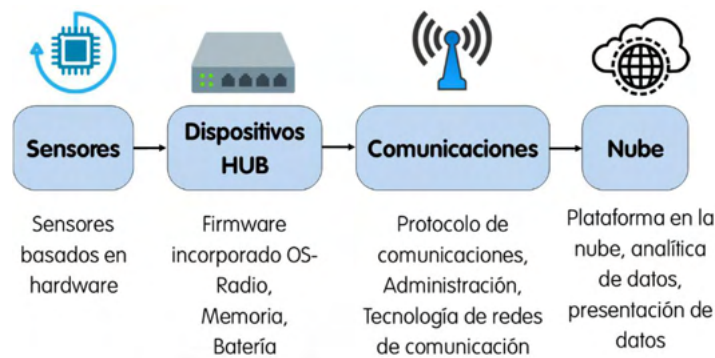 Sensores
Dispositivos
HUB
Comunicaciones
Nube
Sensores
basados en
hardware
Firmware
incorporado OS-
Radio,
Memoria,
Batería
Protocolo de
comunicaciones,
Administración,
Tecnología de redes
de comunicación
Plataforma en la
nube, analítica
de datos,
presentación de
datos